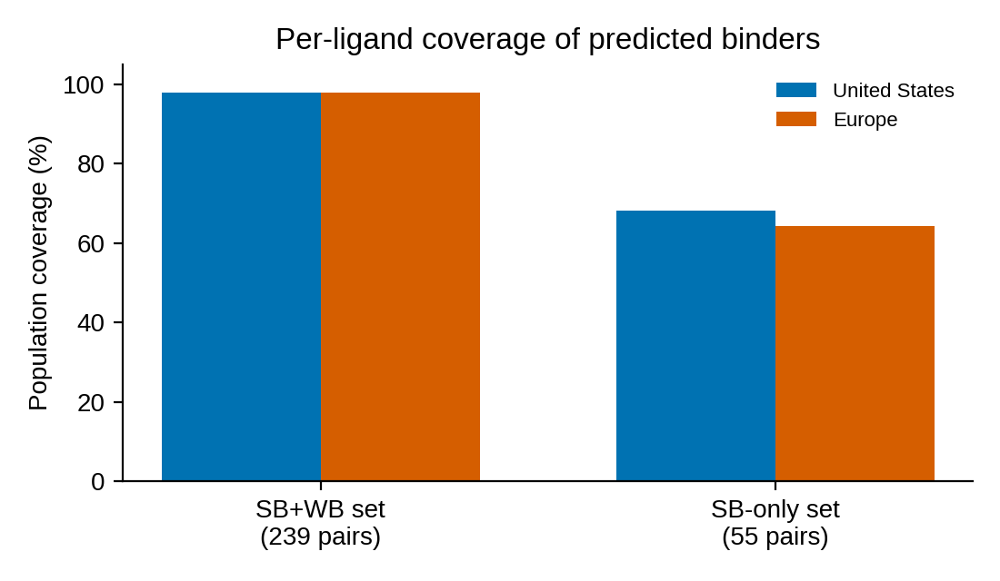 Per-ligand coverage of predicted binders
United States
Europe
Population coverage (%)
100
80
60
40
20
0
SB+WB set
(239 pairs)
SB-only set
(55 pairs)